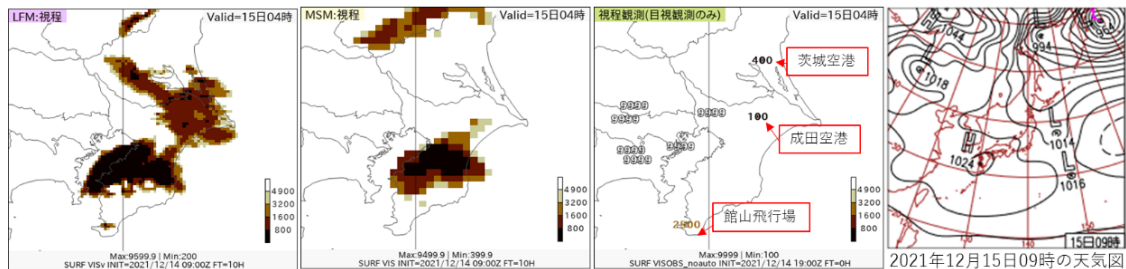 LFM:視程
Valid=15日04時
4900
3200
1600
800
Max:9599.9 | Min:200
SURF VISv INIT=2021/12/14 09:00Z FT=10H
MSM:視程
Valid=15日04時
4900
3200
1600
800
Max:9499.9 | Min:399.9
SURF VIS INIT=2021/12/14 09:00Z FT=10H
視程観測(目視観測のみ)
Valid=15日04時
400
茨城空港
9999
9999
9999
100
成田空港
9999
9999
9999
館山飛行場
4900
3200
1600
800
Max:9999 | Min:100
SURF VISOBS_noauto INIT=2021/12/14 19:00Z FT=10H
1044
994
H
1018
L
H
1014
1024
L
1016
130
140
150
15日09時
2021年12月15日09時の天気図